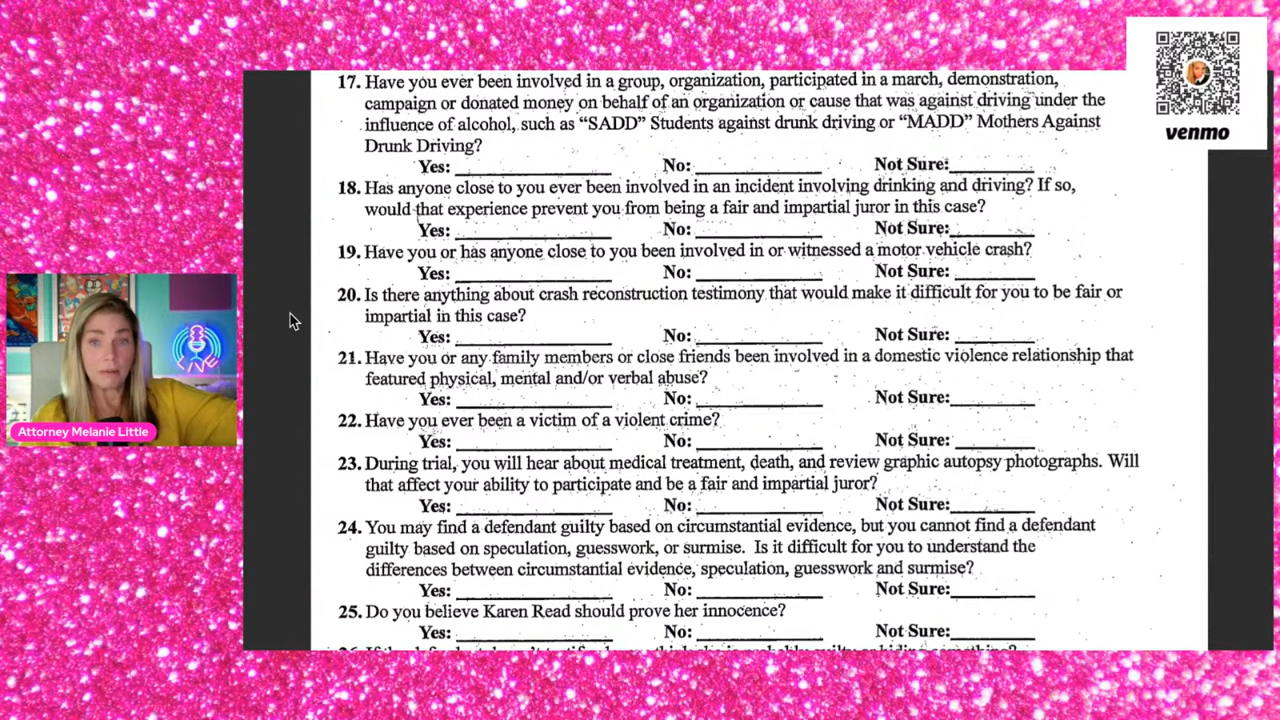 17. Have you ever been involved in a group, organization, participated in a march, demonstration,
campaign or donated money on behalf of an organization or cause that was against driving under the
influence of alcohol, such as “SADD” Students against drunk driving or “MADD” Mothers Against
Drunk Driving?
Yes: No: Not Sure:
18. Has anyone close to you ever been involved in an incident involving drinking and driving? If so,
would that experience prevent you from being a fair and impartial juror in this case?
Yes: No: Not Sure:
19. Have you or has anyone close to you been involved in or witnessed a motor vehicle crash?
Yes: No: Not Sure:
20. Is there anything about crash reconstruction testimony that would make it difficult for you to be fair or
impartial in this case?
Yes: No: Not Sure:
21. Have you or any family members or close friends been involved in a domestic violence relationship that
featured physical, mental and/or verbal abuse?
Yes: No: Not Sure:
22. Have you ever been a victim of a violent crime?
Yes: No: Not Sure:
23. During trial, you will hear about medical treatment, death, and review graphic autopsy photographs. Will
that affect your ability to participate and be a fair and impartial juror?
Yes: No: Not Sure:
24. You may find a defendant guilty based on circumstantial evidence, but you cannot find a defendant
guilty based on speculation, guesswork, or surmise. Is it difficult for you to understand the
differences between circumstantial evidence, speculation, guesswork and surmise?
Yes: No: Not Sure:
25. Do you believe Karen Read should prove her innocence?
Yes: No: Not Sure:
venmo
Attorney Melanie Little